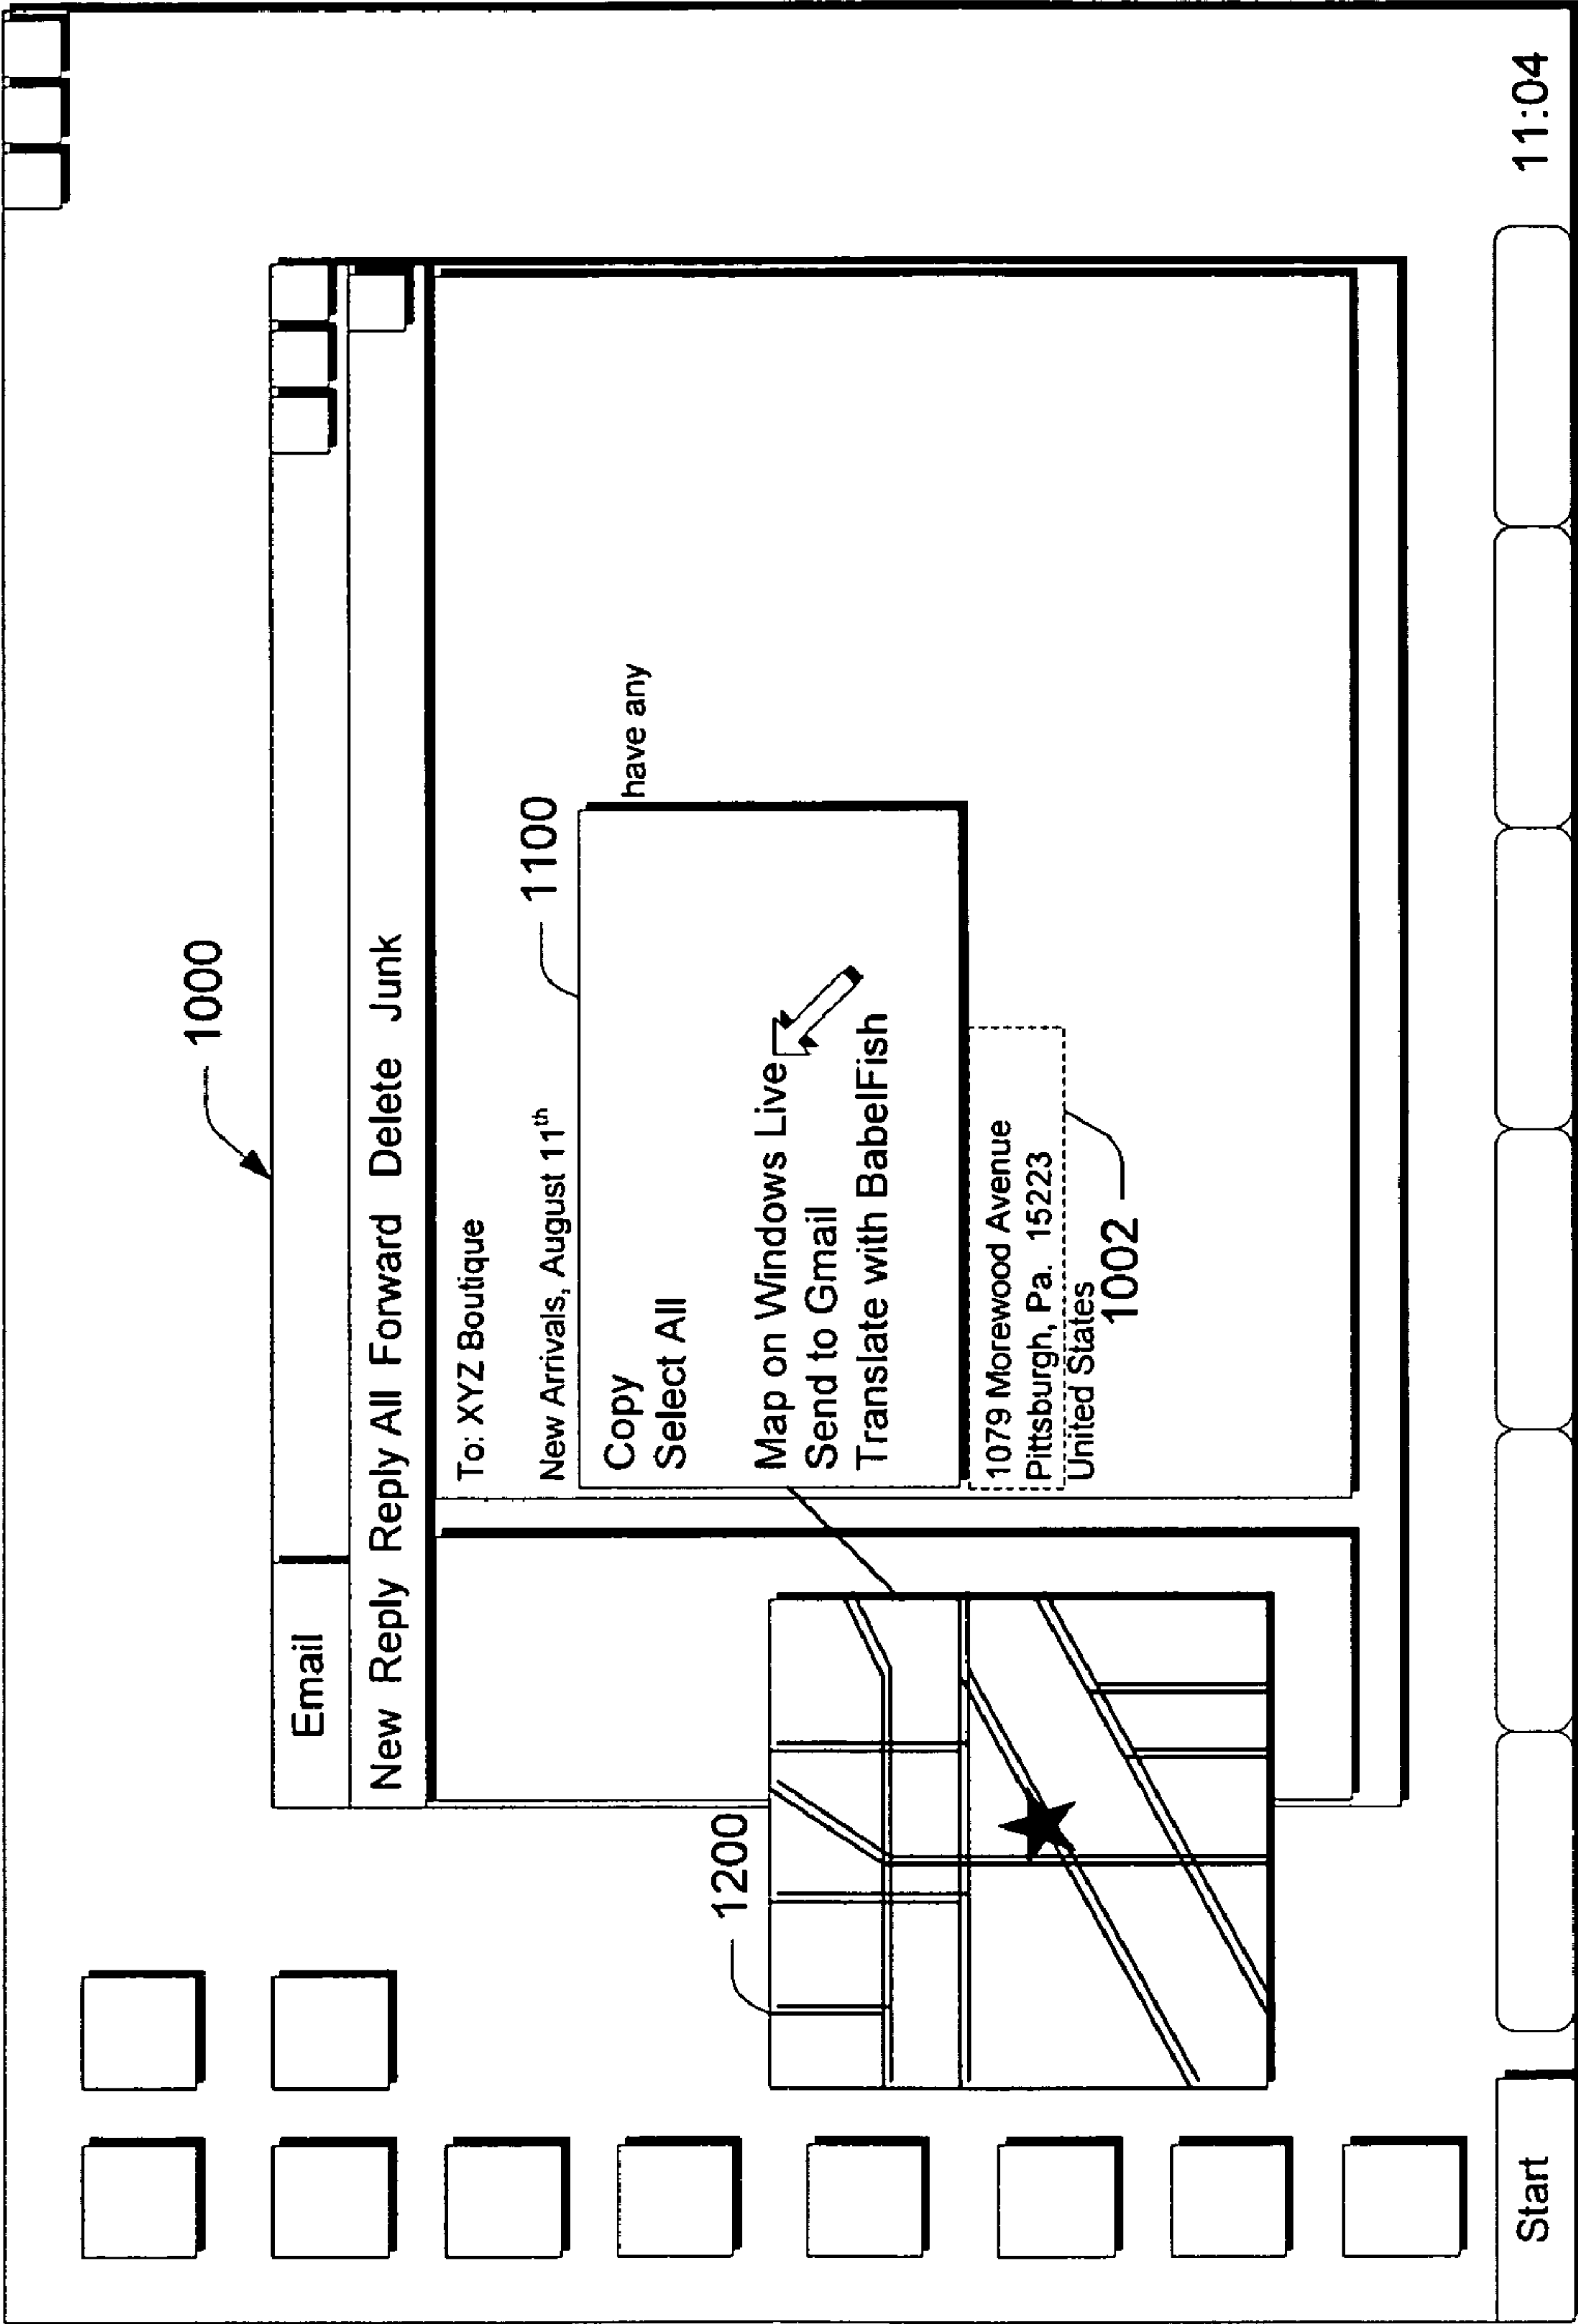 1000
Email
New Reply Reply All Forward Delete Junk
To: XYZ Boutique
New Arrivals, August 11th
1100
have any
Copy
Select All
Map on Windows Live
Send to Gmail
Translate with BabelFish
1200
1079 Morewood Avenue
Pittsburgh, Pa. 15223
United States
1002
Start
11:04